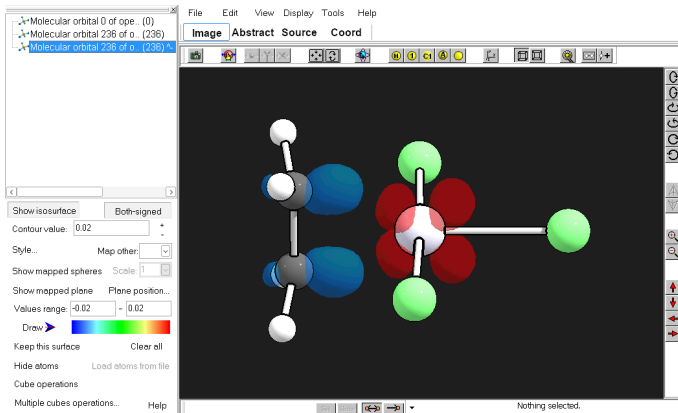 Molecular orbital 0 of ope.. (0)
Molecular orbital 236 of o.. (236)
Molecular orbital 236 of o.. (236)
Show isosurface Both-signed
Contour value: 0.02 + -
Style... Map other:
Show mapped spheres Scale: 1
Show mapped plane Plane position...
Values range: -0.02 - 0.02
Draw
Keep this surface Clear all
Hide atoms Load atoms from file
Cube operations
Multiple cubes operations... Help
File Edit View Display Tools Help
Image Abstract Source Coord
H 1 C1
Nothing selected.